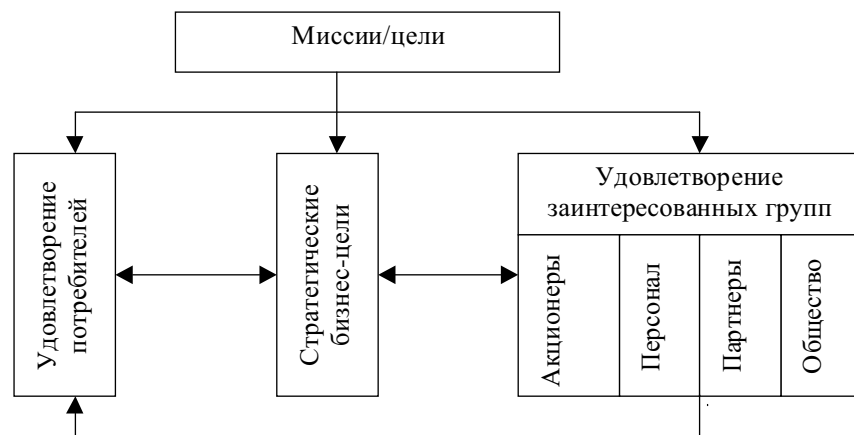 Миссии/цели
Удовлетворение
потребителей
Стратегические
бизнес-цели
Удовлетворение
заинтересованных групп
Акционеры
Персонал
Партнеры
Общество